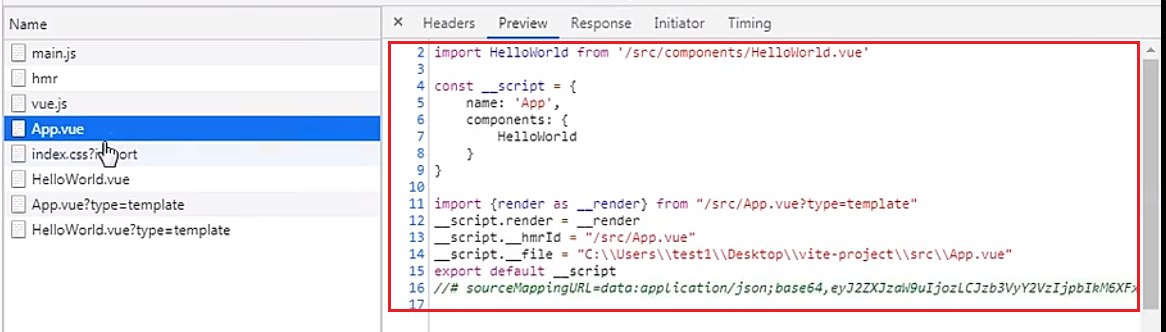 Name
main.js
hmr
vue.js
App.vue
index.css?import
HelloWorld.vue
App.vue?type=template
HelloWorld.vue?type=template
× Headers Preview Response Initiator Timing
2 import HelloWorld from '/src/components/HelloWorld.vue'
3
4 const __script = {
5     name: 'App',
6     components: {
7         HelloWorld
8     }
9 }
10
11 import {render as __render} from "/src/App.vue?type=template"
12 __script.render = __render
13 __script.__hmrId = "/src/App.vue"
14 __script.__file = "C:\\Users\\test1\\Desktop\\vite-project\\src\\App.vue"
15 export default __script
16 //# sourceMappingURL=data:application/json;base64,eyJ2ZXJzaW9uIjozLCJzb3VyY2VzIjpbIkM6XFx
17